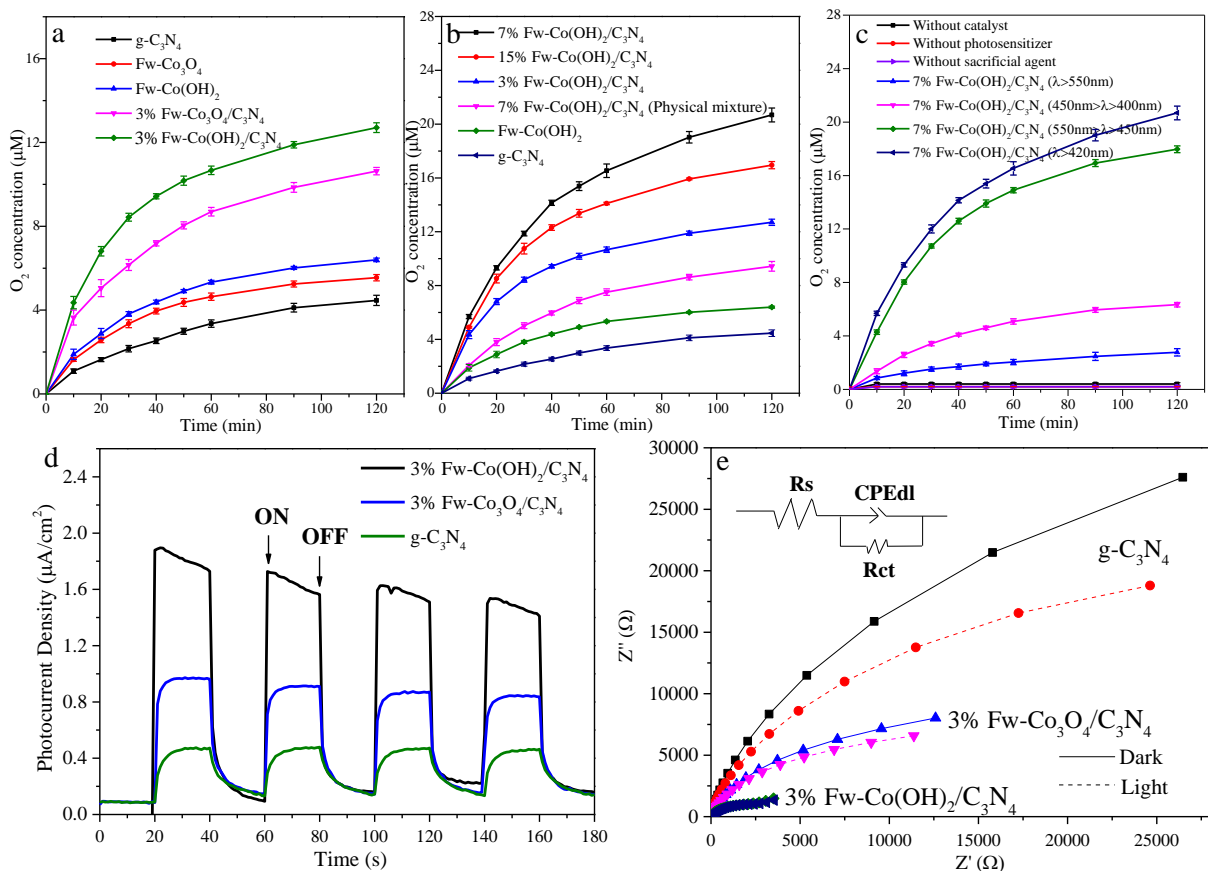 a
g-C₃N₄
Fw-Co₃O₄
Fw-Co(OH)₂
3% Fw-Co₃O₄/C₃N₄
3% Fw-Co(OH)₂/C₃N₄
O₂ concentration (μM)
16
12
8
4
0
0 20 40 60 80 100 120
Time (min)
b
7% Fw-Co(OH)₂/C₃N₄
15% Fw-Co(OH)₂/C₃N₄
3% Fw-Co(OH)₂/C₃N₄
7% Fw-Co(OH)₂/C₃N₄ (Physical mixture)
Fw-Co(OH)₂
g-C₃N₄
O₂ concentration (μM)
28
24
20
16
12
8
4
0
0 20 40 60 80 100 120
Time (min)
c
Without catalyst
Without photosensitizer
Without sacrificial agent
7% Fw-Co(OH)₂/C₃N₄ (λ>550nm)
7% Fw-Co(OH)₂/C₃N₄ (450nm>λ>400nm)
7% Fw-Co(OH)₂/C₃N₄ (550nm>λ>450nm)
7% Fw-Co(OH)₂/C₃N₄ (λ>420nm)
O₂ concentration (μM)
28
24
20
16
12
8
4
0
0 20 40 60 80 100 120
Time (min)
d
3% Fw-Co(OH)₂/C₃N₄
3% Fw-Co₃O₄/C₃N₄
g-C₃N₄
ON
OFF
Photocurrent Density (μA/cm²)
2.4
2.0
1.6
1.2
0.8
0.4
0.0
0 20 40 60 80 100 120 140 160 180
Time (s)
e
Rs
CPEdl
Rct
g-C₃N₄
3% Fw-Co₃O₄/C₃N₄
3% Fw-Co(OH)₂/C₃N₄
Dark
Light
Z'' (Ω)
30000
25000
20000
15000
10000
5000
0
0 5000 10000 15000 20000 25000
Z' (Ω)